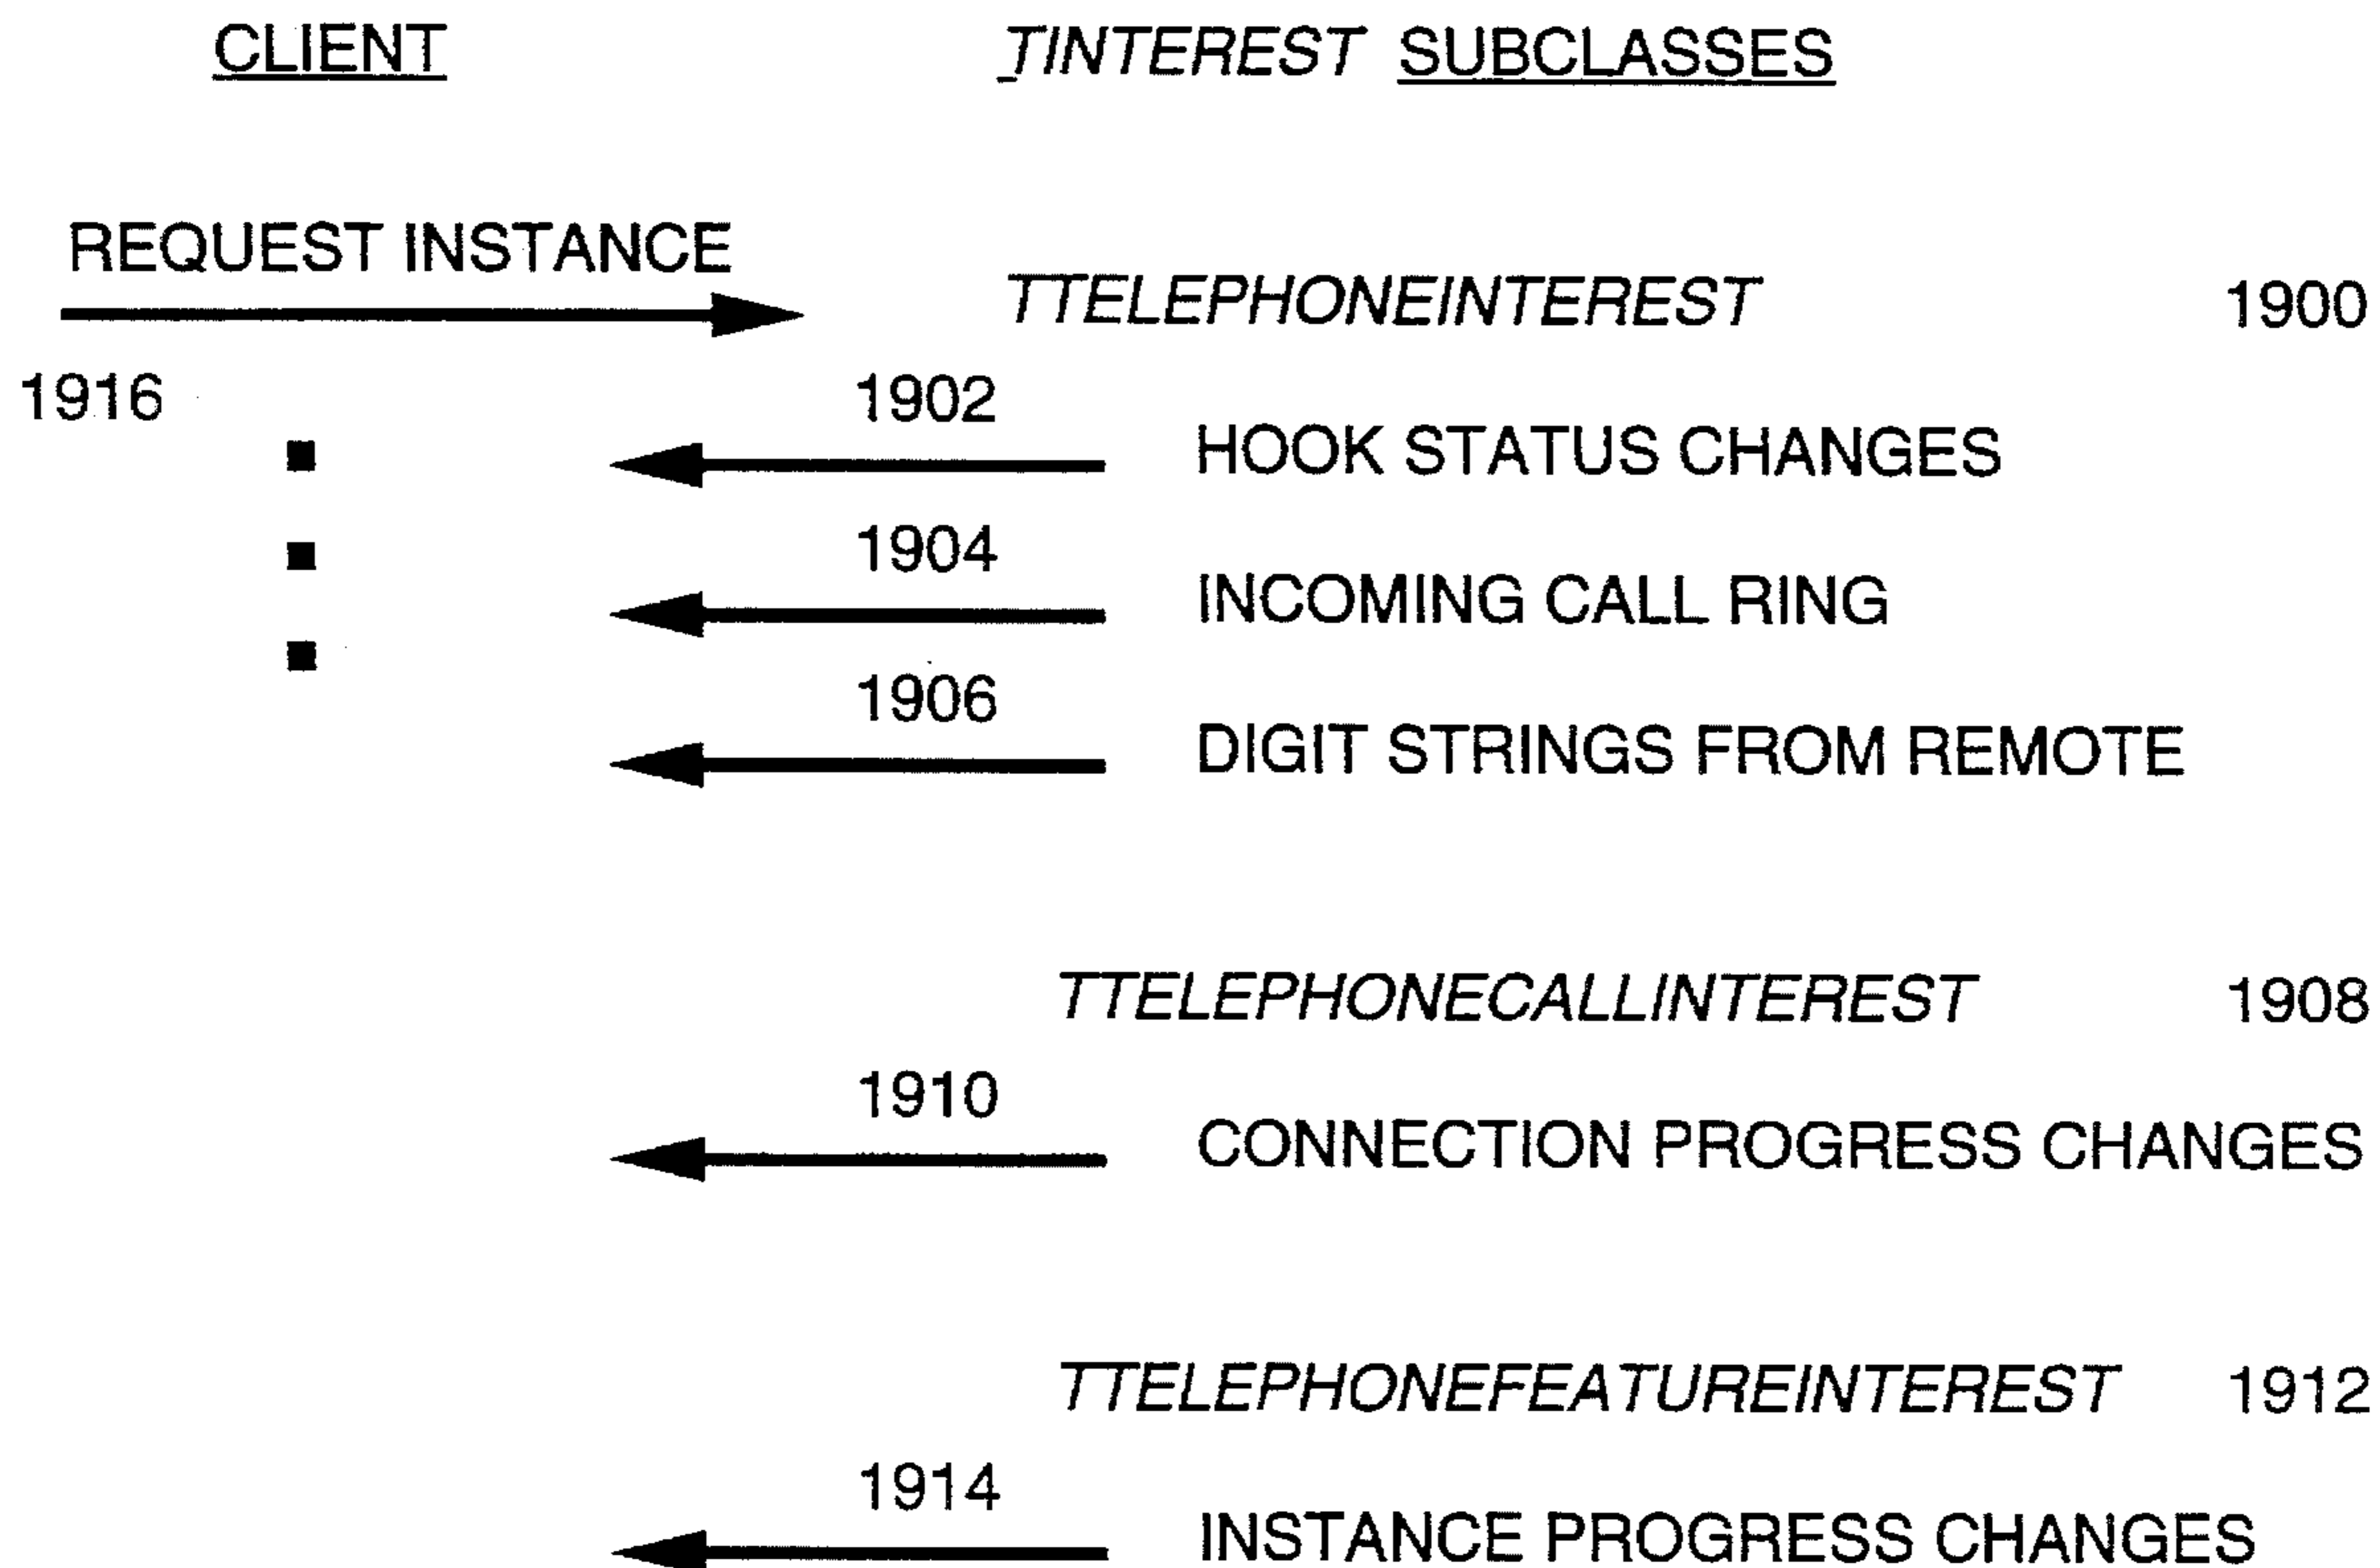 CLIENT TINTEREST SUBCLASSES
REQUEST INSTANCE
TTELEPHONEINTEREST 1900
1916 1902
HOOK STATUS CHANGES
1904
INCOMING CALL RING
1906
DIGIT STRINGS FROM REMOTE
TTELEPHONECALLINTEREST 1908
1910
CONNECTION PROGRESS CHANGES
TTELEPHONEFEATUREINTEREST 1912
1914
INSTANCE PROGRESS CHANGES